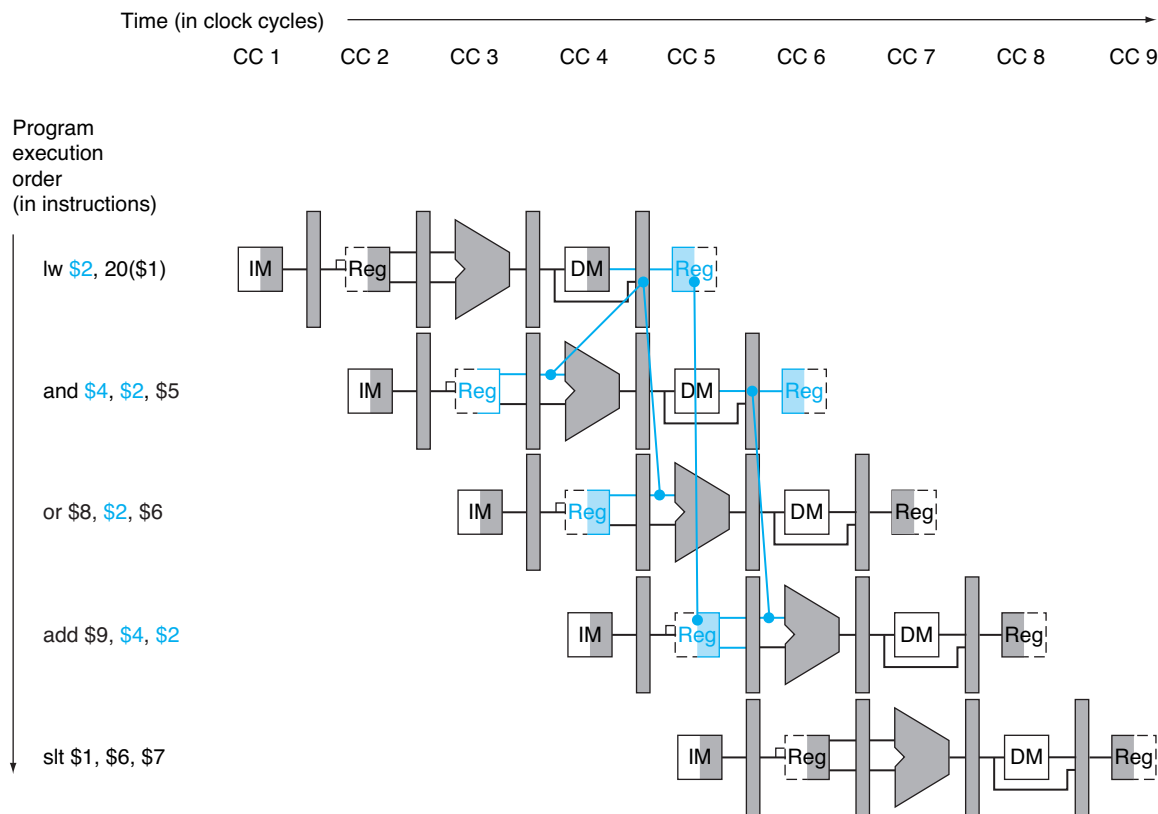 Time (in clock cycles)
CC 1 CC 2 CC 3 CC 4 CC 5 CC 6 CC 7 CC 8 CC 9
Program
execution
order
(in instructions)
lw $2, 20($1) IM Reg DM Reg
and $4, $2, $5 IM Reg DM Reg
or $8, $2, $6 IM Reg DM Reg
add $9, $4, $2 IM Reg DM Reg
slt $1, $6, $7 IM Reg DM Reg